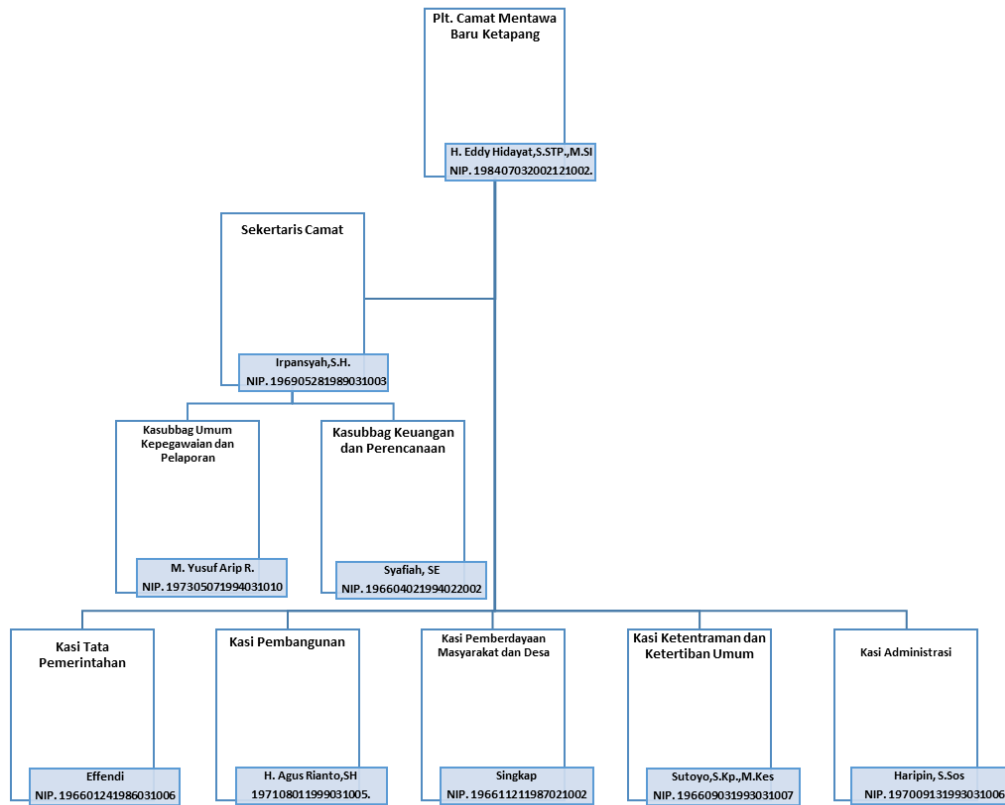 Plt. Camat Mentawa
Baru Ketapang
H. Eddy Hidayat,S.STP.,M.SI
NIP. 198407032002121002.
Sekertaris Camat
Irpansyah,S.H.
NIP. 196905281989031003
Kasubbag Umum
Kepegawaian dan
Pelaporan
M. Yusuf Arip R.
NIP. 197305071994031010
Kasubbag Keuangan
dan Perencanaan
Syafiah, SE
NIP. 196604021994022002
Kasi Tata
Pemerintahan
Effendi
NIP. 196601241986031006
Kasi Pembangunan
H. Agus Rianto,SH
197108011999031005.
Kasi Pemberdayaan
Masyarakat dan Desa
Singkap
NIP. 196611211987021002
Kasi Ketentraman dan
Ketertiban Umum
Sutoyo,S.Kp.,M.Kes
NIP. 196609031993031007
Kasi Administrasi
Haripin, S.Sos
NIP. 197009131993031006